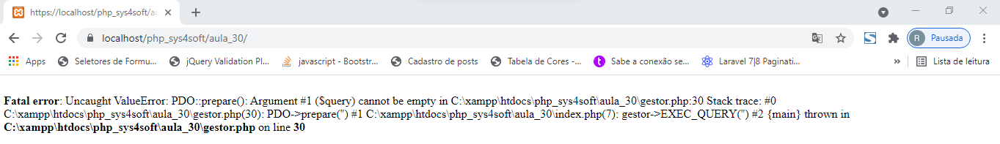 https://localhost/php_sys4soft/au
localhost/php_sys4soft/aula_30/
R Pausada
Apps Seletores de Formu... jQuery Validation Pl... javascript - Bootstr... Cadastro de posts Tabela de Cores -... t Sabe a conexão se... Laravel 7|8 Paginati... » Lista de leitura
Fatal error: Uncaught ValueError: PDO::prepare(): Argument #1 ($query) cannot be empty in C:\xampp\htdocs\php_sys4soft\aula_30\gestor.php:30 Stack trace: #0
C:\xampp\htdocs\php_sys4soft\aula_30\gestor.php(30): PDO->prepare('') #1 C:\xampp\htdocs\php_sys4soft\aula_30\index.php(7): gestor->EXEC_QUERY('') #2 {main} thrown in
C:\xampp\htdocs\php_sys4soft\aula_30\gestor.php on line 30